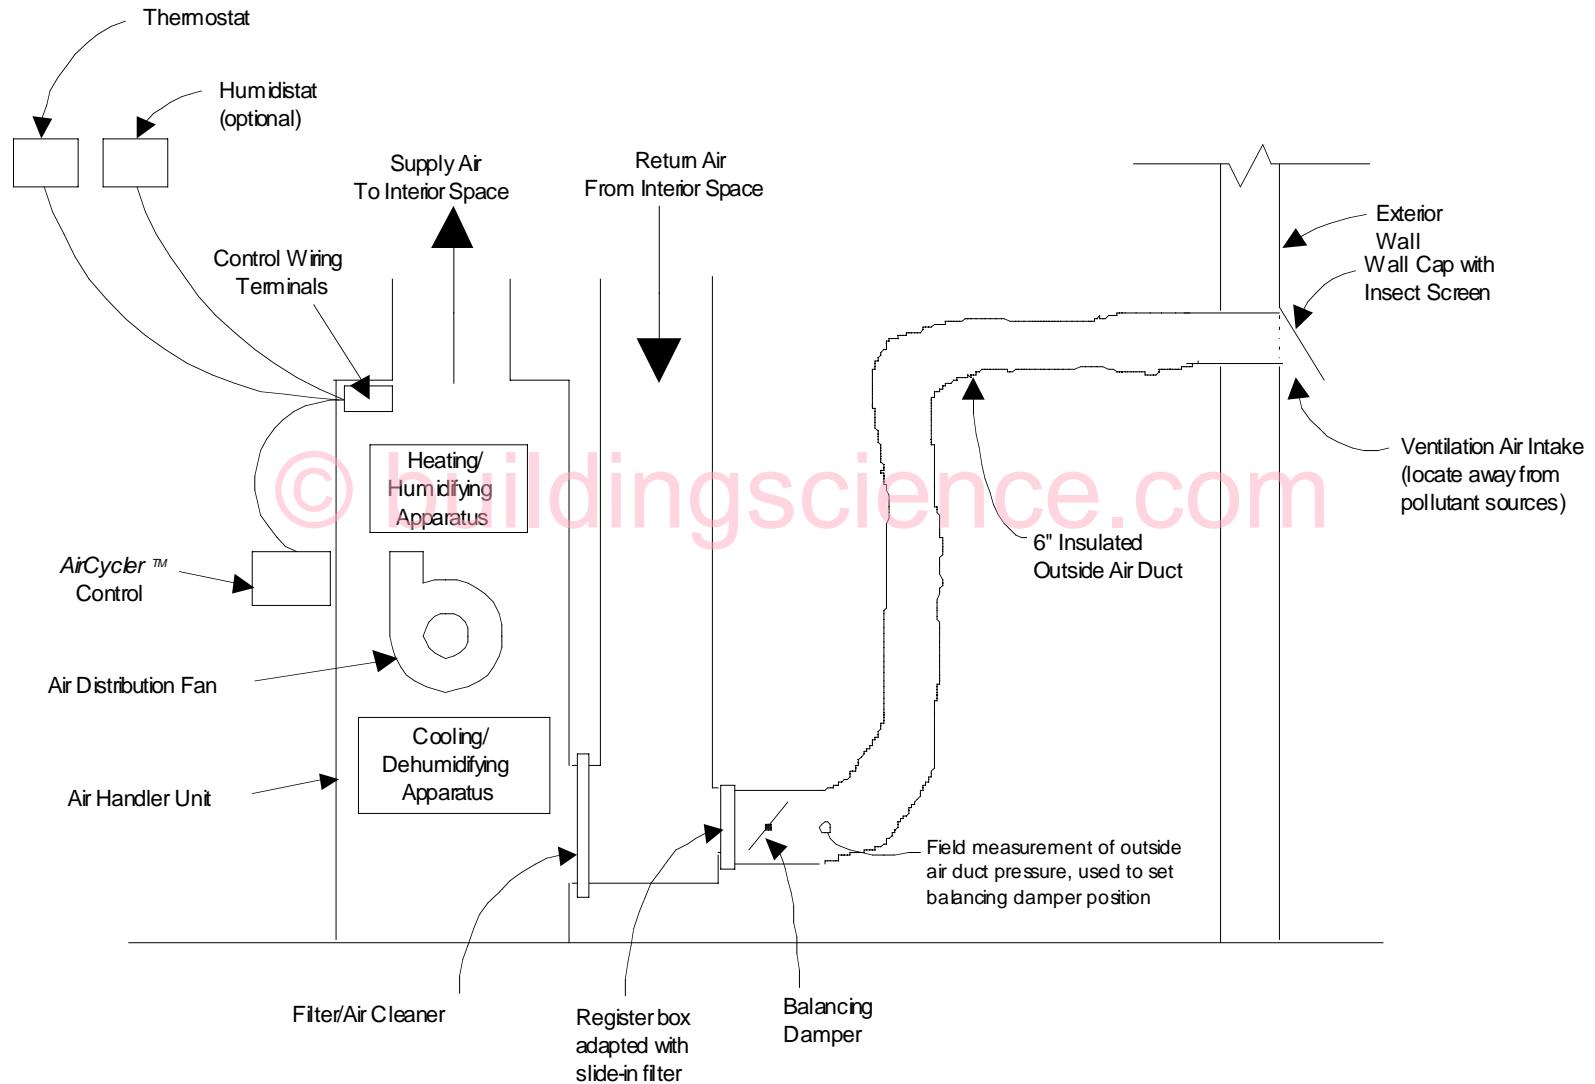 Thermostat
Humidistat
(optional)
Supply Air
To Interior Space
Return Air
From Interior Space
Control Wiring
Terminals
Exterior
Wall
Wall Cap with
Insect Screen
Ventilation Air Intake
(locate away from
pollutant sources)
Heating/
Humidifying
Apparatus
© buildingscience.com
6" Insulated
Outside Air Duct
AirCycler TM
Control
Air Distribution Fan
Cooling/
Dehumidifying
Apparatus
Air Handler Unit
Field measurement of outside
air duct pressure, used to set
balancing damper position
Filter/Air Cleaner
Register box
adapted with
slide-in filter
Balancing
Damper